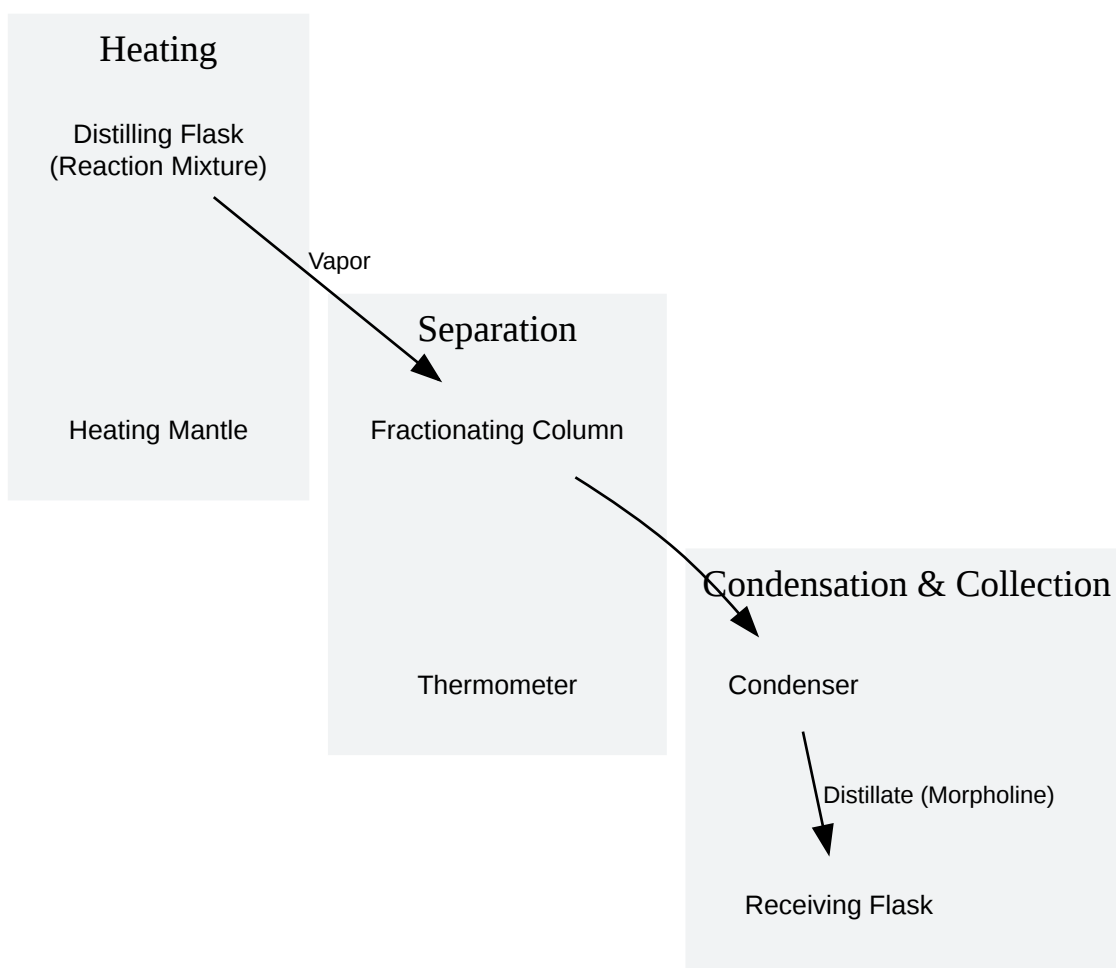 Heating
Distilling Flask
(Reaction Mixture)
Vapor
Heating Mantle
Separation
Fractionating Column
Thermometer
Condensation & Collection
Condenser
Distillate (Morpholine)
Receiving Flask